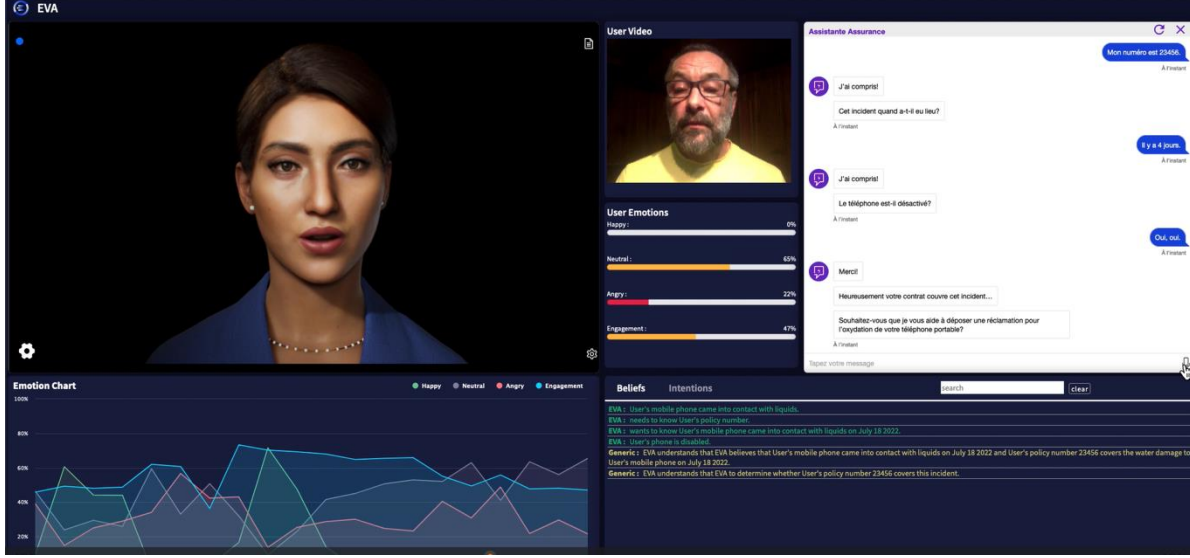 EVA
User Video
User Emotions
Happy :
0%
Neutral :
65%
Angry :
22%
Engagement :
47%
Assistante Assurance
Mon numéro est 23456.
À l'instant
J'ai compris!
Cet incident quand a-t-il eu lieu?
À l'instant
Il y a 4 jours.
À l'instant
J'ai compris!
Le téléphone est-il désactivé?
À l'instant
Oui, oui.
À l'instant
Merci!
Heureusement votre contrat couvre cet incident...
Souhaitez-vous que je vous aide à déposer une réclamation pour
l'oxydation de votre téléphone portable?
À l'instant
Tapez votre message
Emotion Chart
Happy
Neutral
Angry
Engagement
100%
80%
60%
40%
20%
Beliefs
Intentions
search
clear
EVA : User's mobile phone came into contact with liquids.
EVA : needs to know User's policy number.
EVA : wants to know User's mobile phone came into contact with liquids on July 18 2022.
EVA : User's phone is disabled.
Generic : EVA understands that EVA believes that User's mobile phone came into contact with liquids on July 18 2022 and User's policy number 23456 covers the water damage to
User's mobile phone on July 18 2022.
Generic : EVA understands that EVA to determine whether User's policy number 23456 covers this incident.